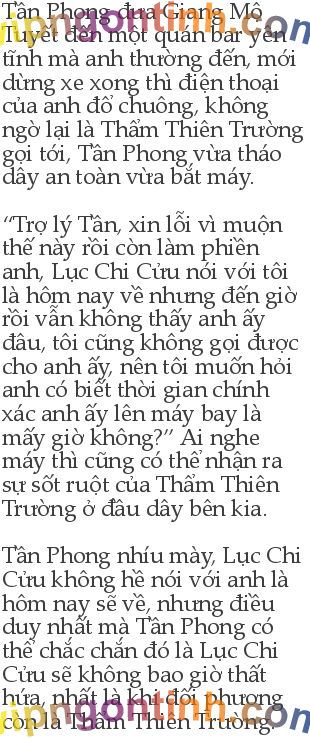 Tần Phong đưa Giang Mộ
Tuyết đến một quán bar yên
tĩnh mà anh thường đến, mới
dừng xe xong thì điện thoại
của anh đổ chuông, không
ngờ lại là Thẩm Thiên Trường
gọi tới, Tần Phong vừa tháo
dây an toàn vừa bắt máy.
“Trợ lý Tần, xin lỗi vì muộn
thế này rồi còn làm phiền
anh, Lục Chi Cửu nói với tôi
là hôm nay về nhưng đến giờ
rồi vẫn không thấy anh ấy
đâu, tôi cũng không gọi được
cho anh ấy, nên tôi muốn hỏi
anh có biết thời gian chính
xác anh ấy lên máy bay là
mấy giờ không?” Ai nghe
máy thì cũng có thể nhận ra
sự sốt ruột của Thẩm Thiên
Trường ở đầu dây bên kia.
Tần Phong nhíu mày, Lục Chi
Cửu không hề nói với anh là
hôm nay sẽ về, nhưng điều
duy nhất mà Tần Phong có
thể chắc chắn đó là Lục Chi
Cửu sẽ không bao giờ thất
hứa, nhất là khi đối phương
còn là Thẩm Thiên Trường.
vipngontinh.com
vipngontinh.com